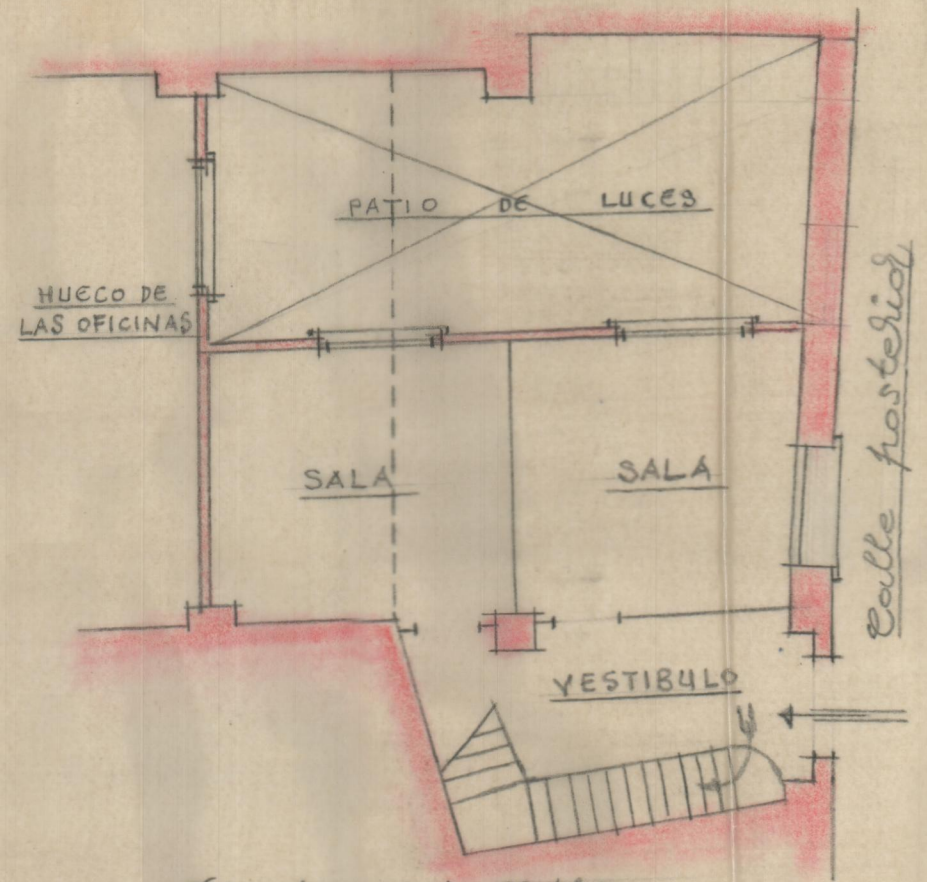 PATIO DE LUCES
HUECO DE
LAS OFICINAS
SALA
SALA
Calle posterior
VESTIBULO